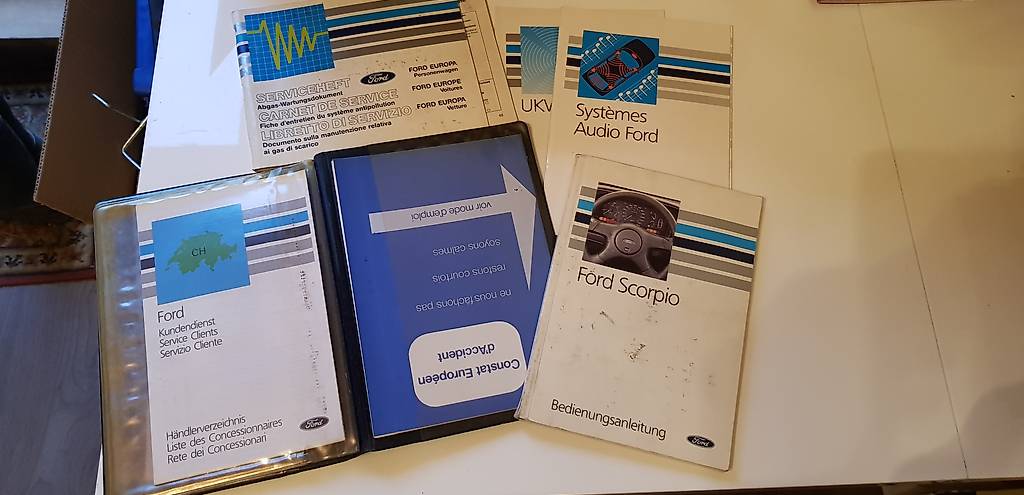 SERVICEHEFT
Abgas-Wartungsdokument
CARNET DE SERVICE
Fiche d'entretien du système antipollution
LIBRETTO DI SERVIZIO
Documento sulla manutenzione relativa
ai gas di scarico
Ford
FORD EUROPA
Personenwagen
FORD EUROPE
Voitures
FORD EUROPA
Vetture
UKW
Systèmes
Audio Ford
CH
Ford
Kundendienst
Service Clients
Servizio Cliente
Händlerverzeichnis
Liste des Concessionnaires
Rete dei Concessionari
Ford
Constat Européen
d'Accident
ne nous fâchons pas
restons courtois
soyons calmes
voir mode d'emploi
Ford Scorpio
Bedienungsanleitung
Ford